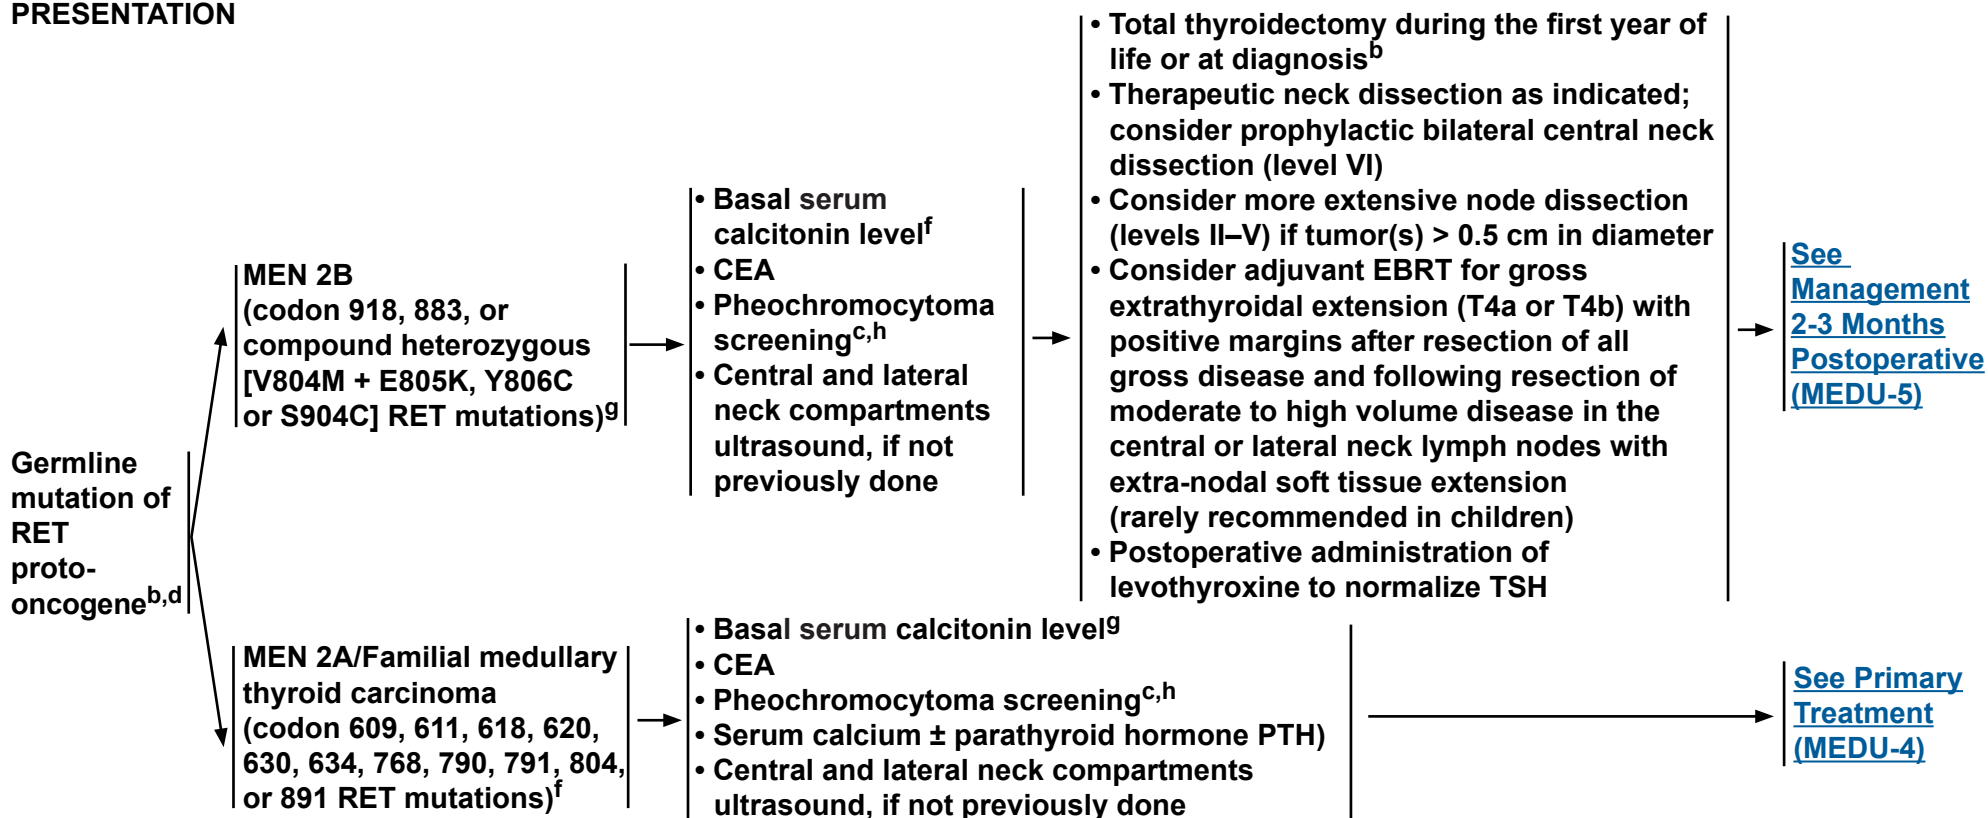 PRESENTATION
Germline
mutation of
RET
proto-
oncogeneb,d
MEN 2B
(codon 918, 883, or
compound heterozygous
[V804M + E805K, Y806C
or S904C] RET mutations)g
• Basal serum
calcitonin levelf
• CEA
• Pheochromocytoma
screeningc,h
• Central and lateral
neck compartments
ultrasound, if not
previously done
• Total thyroidectomy during the first year of
life or at diagnosisb
• Therapeutic neck dissection as indicated;
consider prophylactic bilateral central neck
dissection (level VI)
• Consider more extensive node dissection
(levels II–V) if tumor(s) > 0.5 cm in diameter
• Consider adjuvant EBRT for gross
extrathyroidal extension (T4a or T4b) with
positive margins after resection of all
gross disease and following resection of
moderate to high volume disease in the
central or lateral neck lymph nodes with
extra-nodal soft tissue extension
(rarely recommended in children)
• Postoperative administration of
levothyroxine to normalize TSH
See
Management
2-3 Months
Postoperative
(MEDU-5)
MEN 2A/Familial medullary
thyroid carcinoma
(codon 609, 611, 618, 620,
630, 634, 768, 790, 791, 804,
or 891 RET mutations)f
• Basal serum calcitonin levelg
• CEA
• Pheochromocytoma screeningc,h
• Serum calcium ± parathyroid hormone PTH)
• Central and lateral neck compartments
ultrasound, if not previously done
See Primary
Treatment
(MEDU-4)